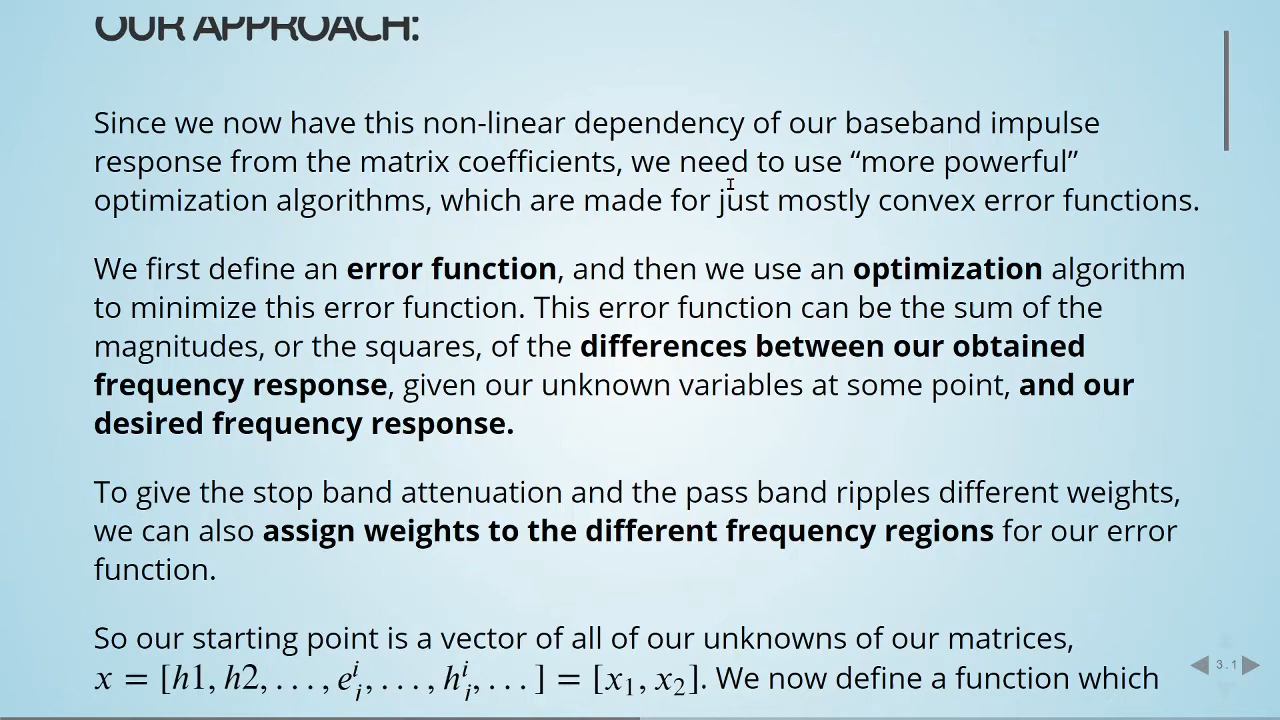 OUR APPROACH:
Since we now have this non-linear dependency of our baseband impulse
response from the matrix coefficients, we need to use “more powerful”
optimization algorithms, which are made for just mostly convex error functions.
We first define an error function, and then we use an optimization algorithm
to minimize this error function. This error function can be the sum of the
magnitudes, or the squares, of the differences between our obtained
frequency response, given our unknown variables at some point, and our
desired frequency response.
To give the stop band attenuation and the pass band ripples different weights,
we can also assign weights to the different frequency regions for our error
function.
So our starting point is a vector of all of our unknowns of our matrices,
x = [h1, h2, . . . , e^i_j, . . . , h^i_j, . . . ] = [x_1, x_2]. We now define a function which
3.1